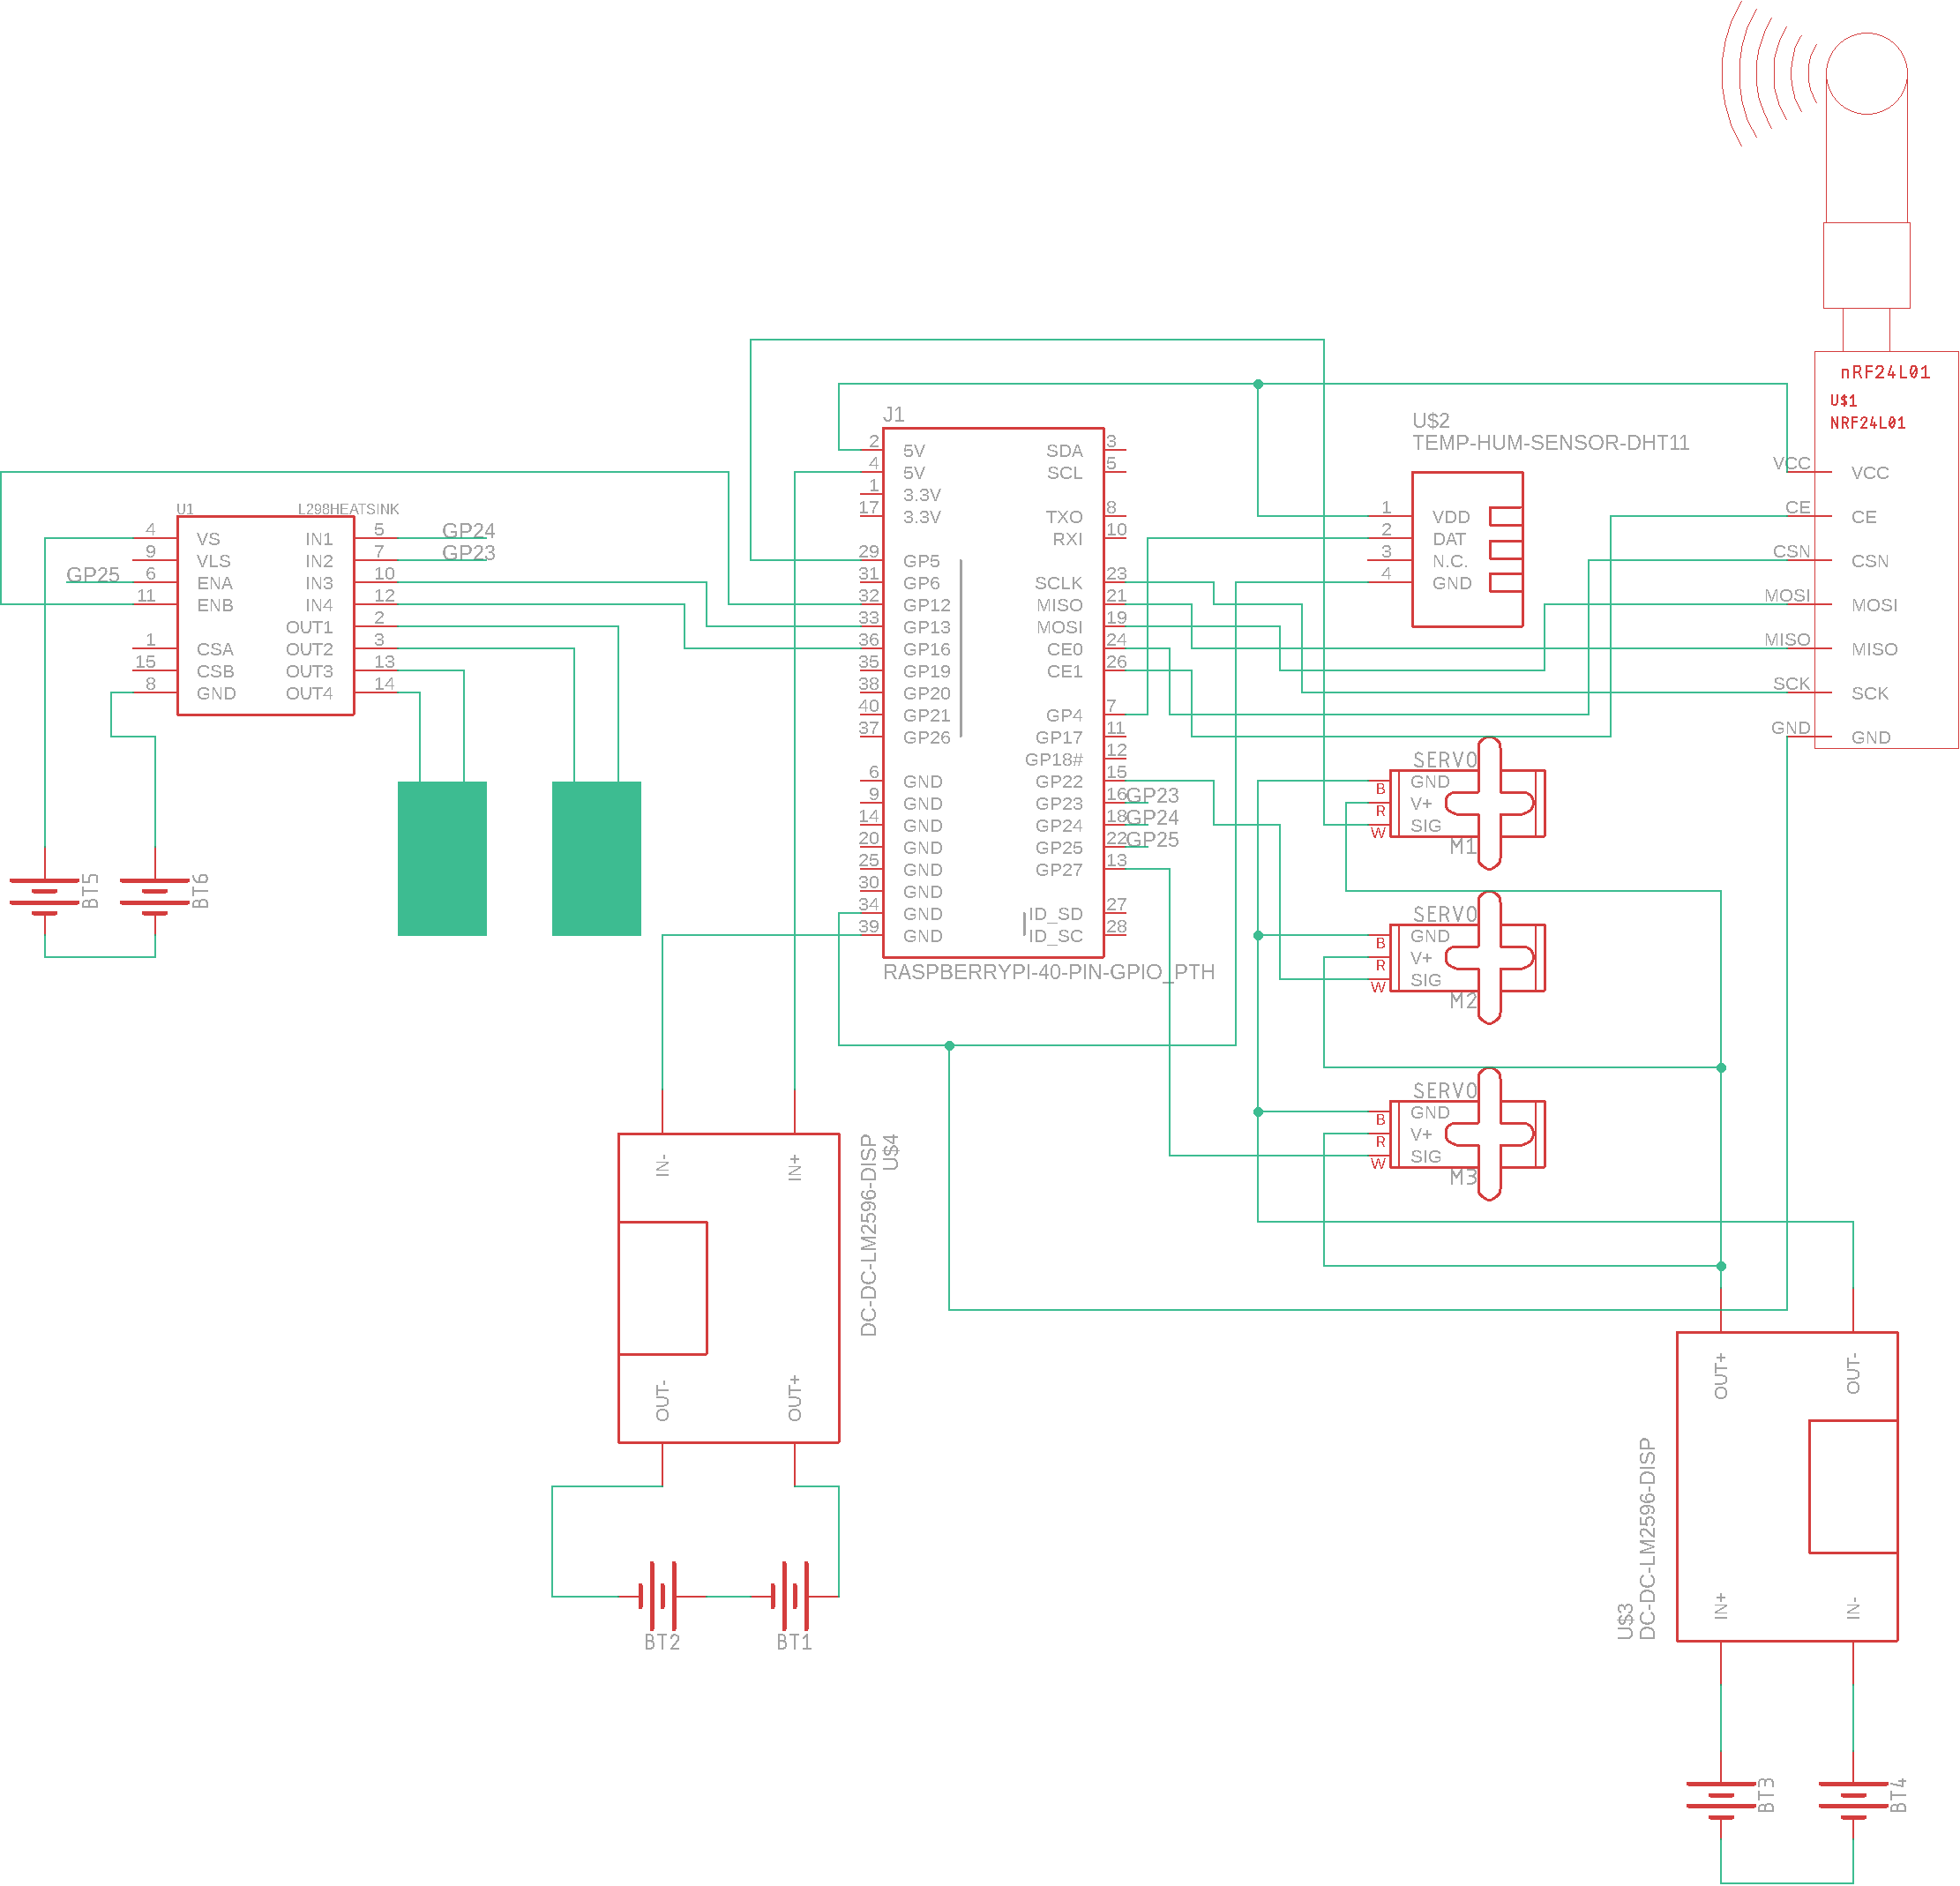 nRF24L01
U$1
NRF24L01
VCC VCC
CE CE
CSN CSN
MOSI MOSI
MISO MISO
SCK SCK
GND GND
J1
2 5V SDA 3
4 5V SCL 5
1 3.3V
17 3.3V TXO 8
RXI 10
29 GP5
31 GP6 SCLK 23
32 GP12 MISO 21
33 GP13 MOSI 19
36 GP16 CE0 24
35 GP19 CE1 26
38 GP20
40 GP21 GP4 7
37 GP26 GP17 11
GP18# 12
6 GND GP22 15
9 GND GP23 16 GP23
14 GND GP24 18 GP24
20 GND GP25 22 GP25
25 GND GP27 13
30 GND
34 GND ID_SD 27
39 GND ID_SC 28
RASPBERRYPI-40-PIN-GPIO_PTH
U$2
TEMP-HUM-SENSOR-DHT11
1 VDD
2 DAT
3 N.C.
4 GND
U1 L298HEATSINK
4 VS IN1 5 GP24
9 VLS IN2 7 GP23
GP25 6 ENA IN3 10
11 ENB IN4 12
OUT1 2
1 CSA OUT2 3
15 CSB OUT3 13
8 GND OUT4 14
BT5
BT6
SERVO
B GND
R V+
W SIG
M1
SERVO
B GND
R V+
W SIG
M2
SERVO
B GND
R V+
W SIG
M3
IN- IN+
OUT- OUT+
DC-DC-LM2596-DISP
U$4
BT2 BT1
OUT+ OUT-
IN+ IN-
U$3
DC-DC-LM2596-DISP
BT3
BT4